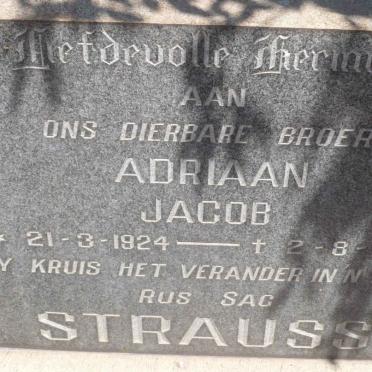 Liefdevolle Herinn
AAN
ONS DIERBARE BROER
ADRIAAN
JACOB
* 21-3-1924 — † 2-8-
Y KRUIS HET VERANDER IN 'N
RUS SAG
STRAUSS